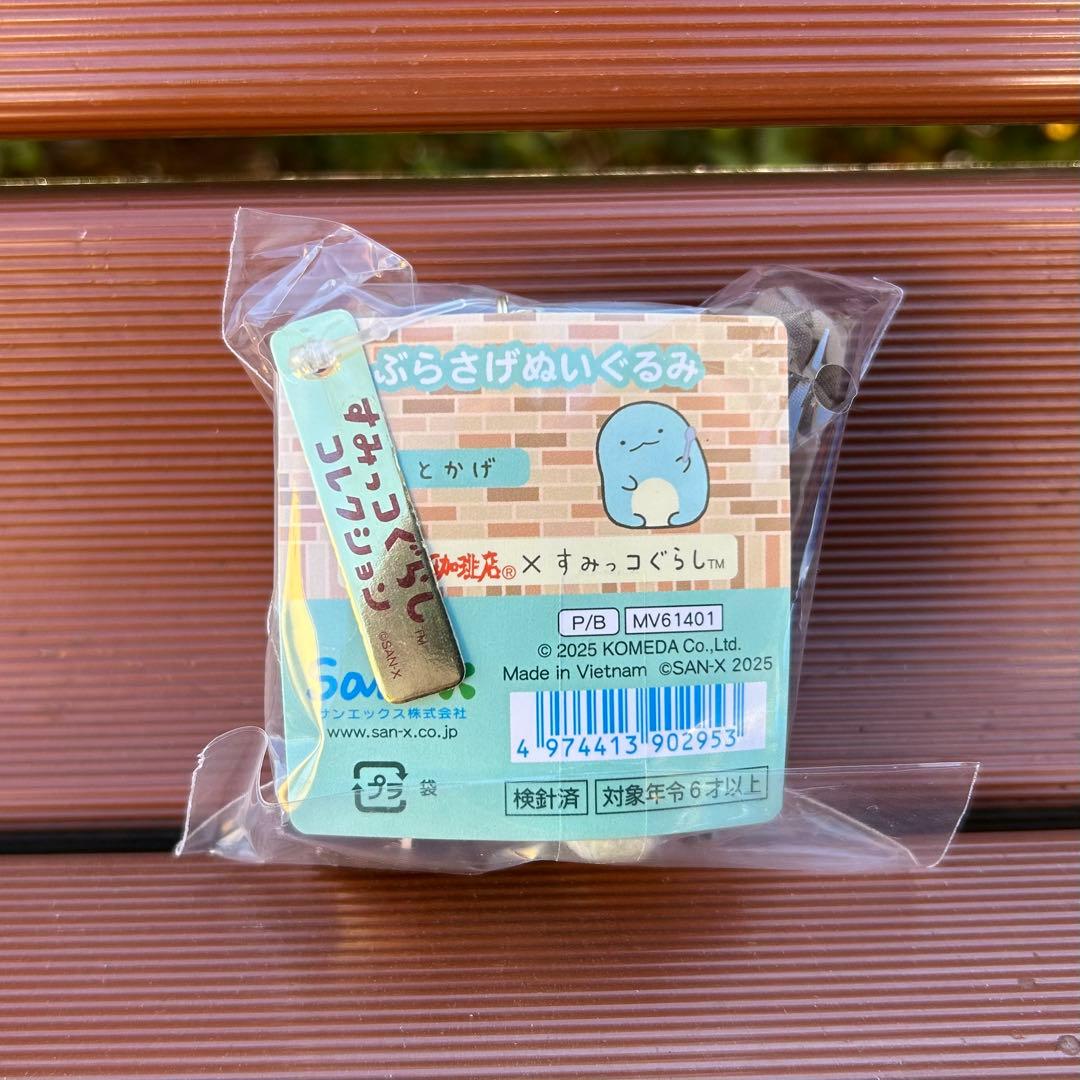 ぶらさげぬいぐるみ
とかげ
すみっコぐらし™
コレクション
©SAN-X
珈琲店® × すみっコぐらし™
P/B MV61401
© 2025 KOMEDA Co.,Ltd.
Made in Vietnam ©SAN-X 2025
San
サンエックス株式会社
www.san-x.co.jp
4 974413 902953
プラ 袋
検針済 対象年令6才以上